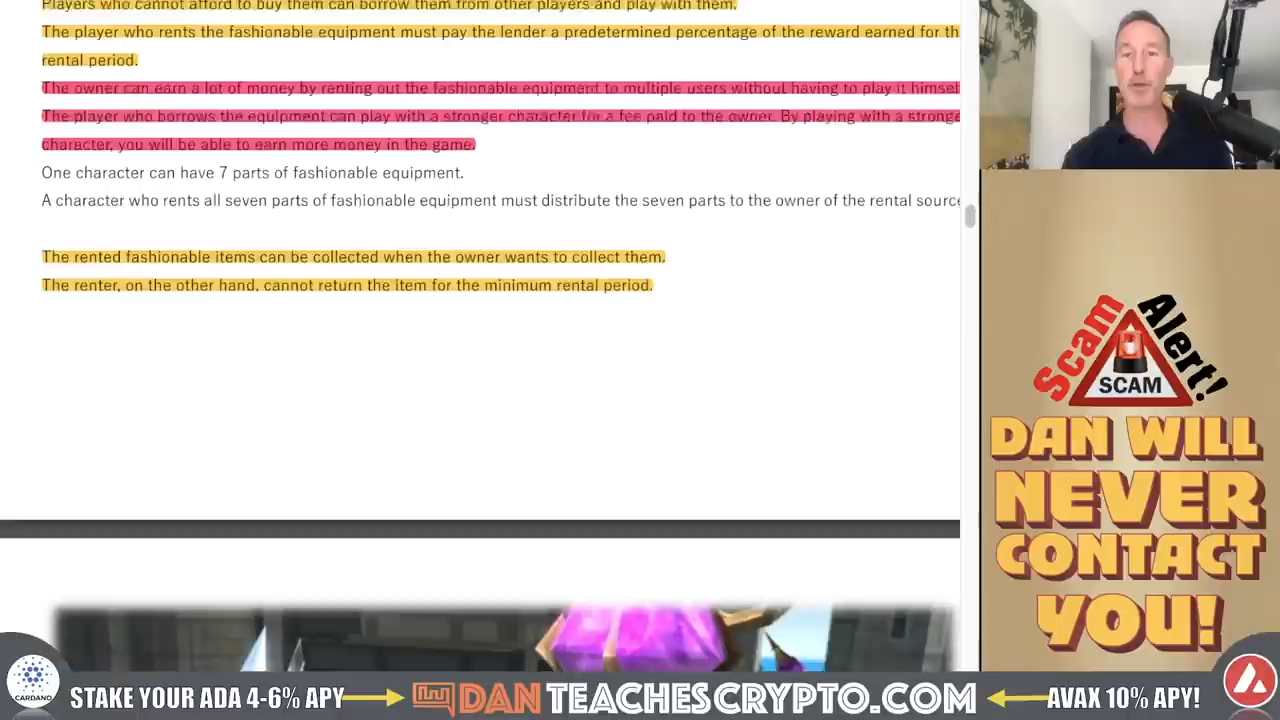 Players who cannot afford to buy them can borrow them from other players and play with them.
The player who rents the fashionable equipment must pay the lender a predetermined percentage of the reward earned for th
rental period.
The owner can earn a lot of money by renting out the fashionable equipment to multiple users without having to play it himsel
The player who borrows the equipment can play with a stronger character for a fee paid to the owner. By playing with a stronge
character, you will be able to earn more money in the game.
One character can have 7 parts of fashionable equipment.
A character who rents all seven parts of fashionable equipment must distribute the seven parts to the owner of the rental source
The rented fashionable items can be collected when the owner wants to collect them.
The renter, on the other hand, cannot return the item for the minimum rental period.
Scam Alert!
SCAM
DAN WILL
NEVER
CONTACT
YOU!
CARDANO
STAKE YOUR ADA 4-6% APY
DANTEACHESCRYPTO.COM
AVAX 10% APY!